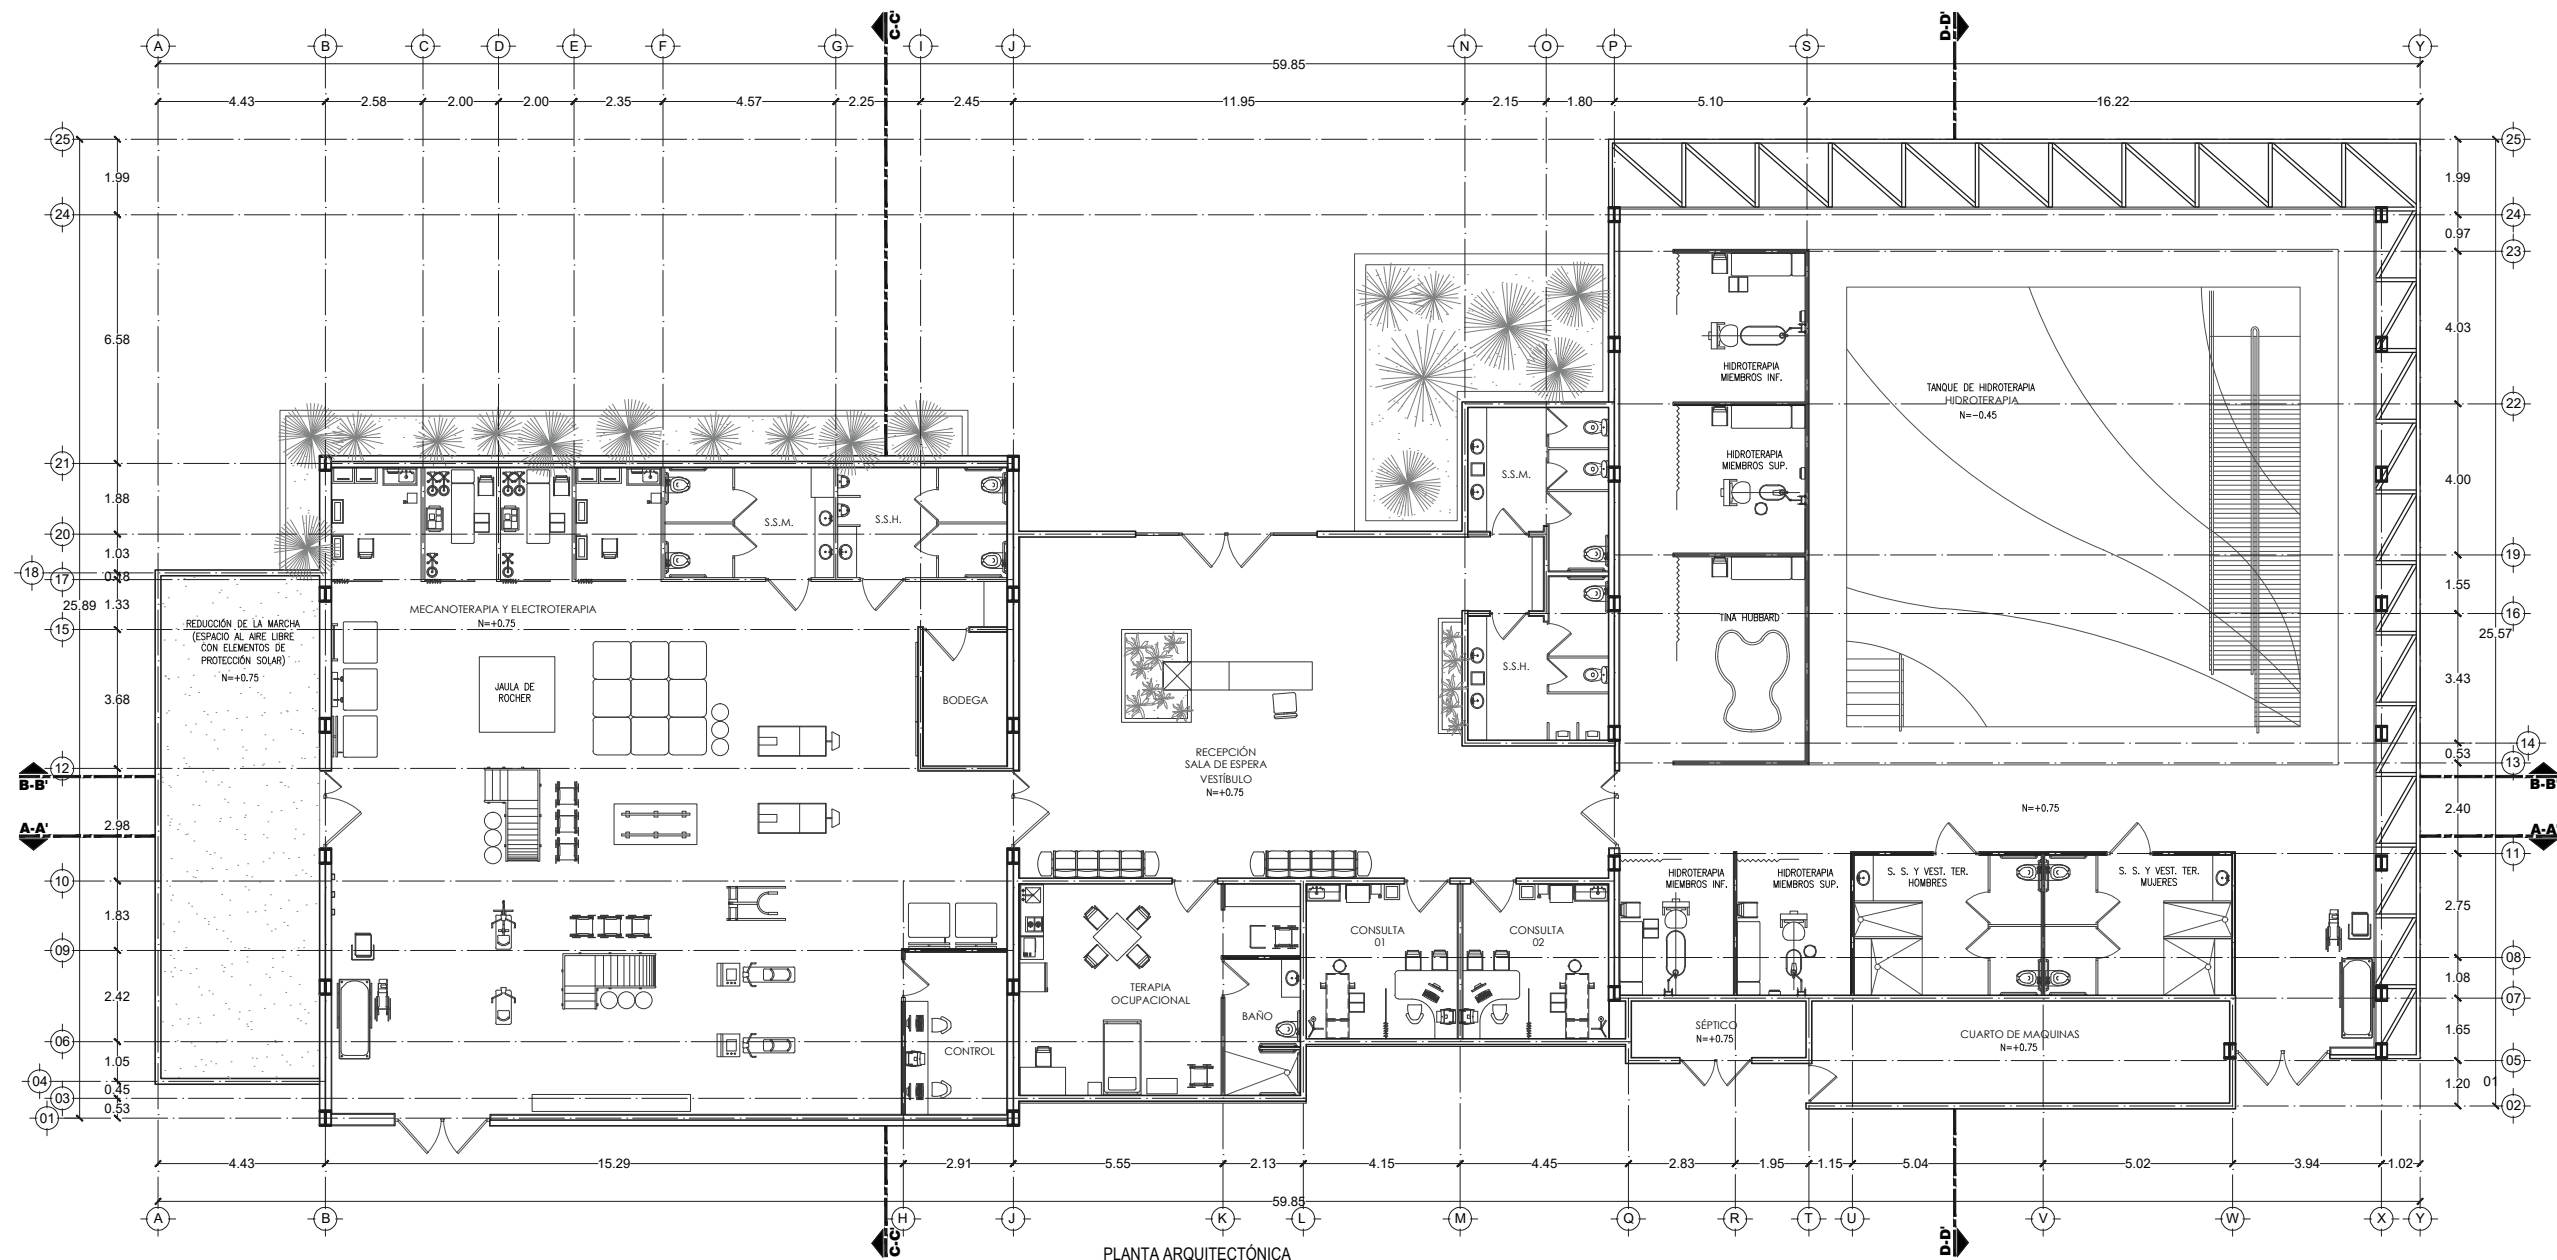 C-C'
D-D'
A B C D E F G I J N O P S Y
59.85
4.43 2.58 2.00 2.00 2.35 4.57 2.25 2.45 11.95 2.15 1.80 5.10 16.22
25 25
1.99 1.99
24 24
0.97
23
6.58 4.03
22
21
1.88 4.00
20
1.03 19
18
0.18
17
25.89 1.33 1.55
15 16
25.57
3.68 3.43
14
0.53
12 13
B-B' B-B'
2.40
2.98
A-A' A-A'
11
10
1.83 2.75
09 08
1.08
2.42 07
1.65
06
1.05 05
04
0.45 1.20 01
03
0.53 02
01
HIDROTERAPIA
MIEMBROS INF.
TANQUE DE HIDROTERAPIA
HIDROTERAPIA
N=-0.45
HIDROTERAPIA
MIEMBROS SUP.
S.S.M.
S.S.M.
S.S.H.
MECANOTERAPIA Y ELECTROTERAPIA
N=+0.75
REDUCCIÓN DE LA MARCHA
(ESPACIO AL AIRE LIBRE
CON ELEMENTOS DE
PROTECCIÓN SOLAR)
N=+0.75
TINA HUBBARD
S.S.H.
JAULA DE
ROCHER
BODEGA
RECEPCIÓN
SALA DE ESPERA
VESTÍBULO
N=+0.75
N=+0.75
HIDROTERAPIA
MIEMBROS INF.
HIDROTERAPIA
MIEMBROS SUP.
S. S. Y VEST. TER.
HOMBRES
S. S. Y VEST. TER.
MUJERES
CONSULTA
01
CONSULTA
02
TERAPIA
OCUPACIONAL
BAÑO
SÉPTICO
N=+0.75
CUARTO DE MAQUINAS
N=+0.75
CONTROL
4.43 15.29 2.91 5.55 2.13 4.15 4.45 2.83 1.95 1.15 5.04 5.02 3.94 1.02
59.85
A B H J K L M Q R T U V W X Y
C-C'
D-D'
PLANTA ARQUITECTÓNICA